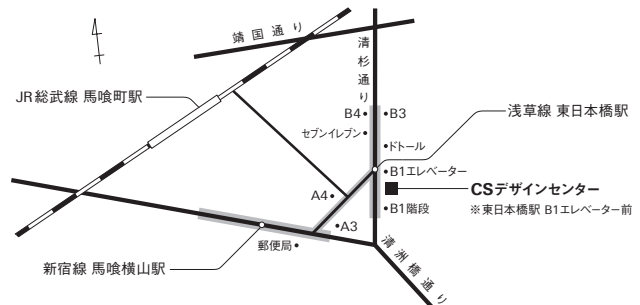 靖国通り
清杉通り
JR総武線 馬喰町駅
B4
B3
浅草線 東日本橋駅
セブンイレブン
ドトール
B1エレベーター
CSデザインセンター
※東日本橋駅 B1エレベーター前
A4
B1階段
A3
郵便局
清洲橋通り
新宿線 馬喰横山駅